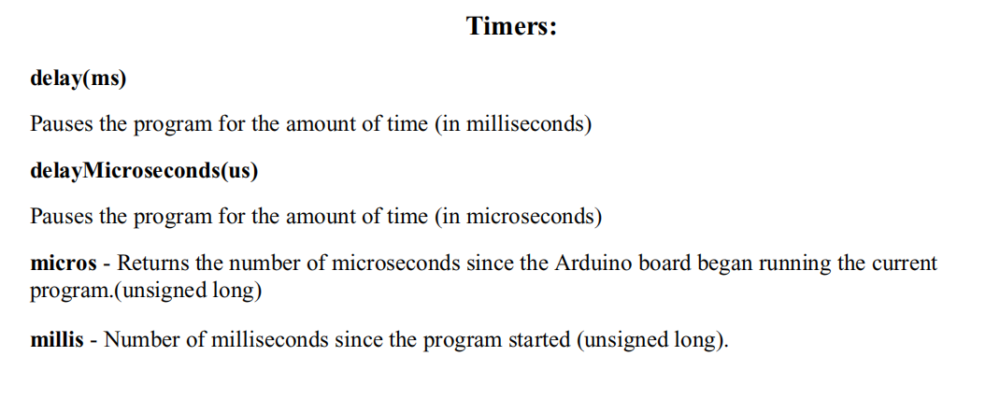 Timers:
delay(ms)
Pauses the program for the amount of time (in milliseconds)
delayMicroseconds(us)
Pauses the program for the amount of time (in microseconds)
micros - Returns the number of microseconds since the Arduino board began running the current
program.(unsigned long)
millis - Number of milliseconds since the program started (unsigned long).